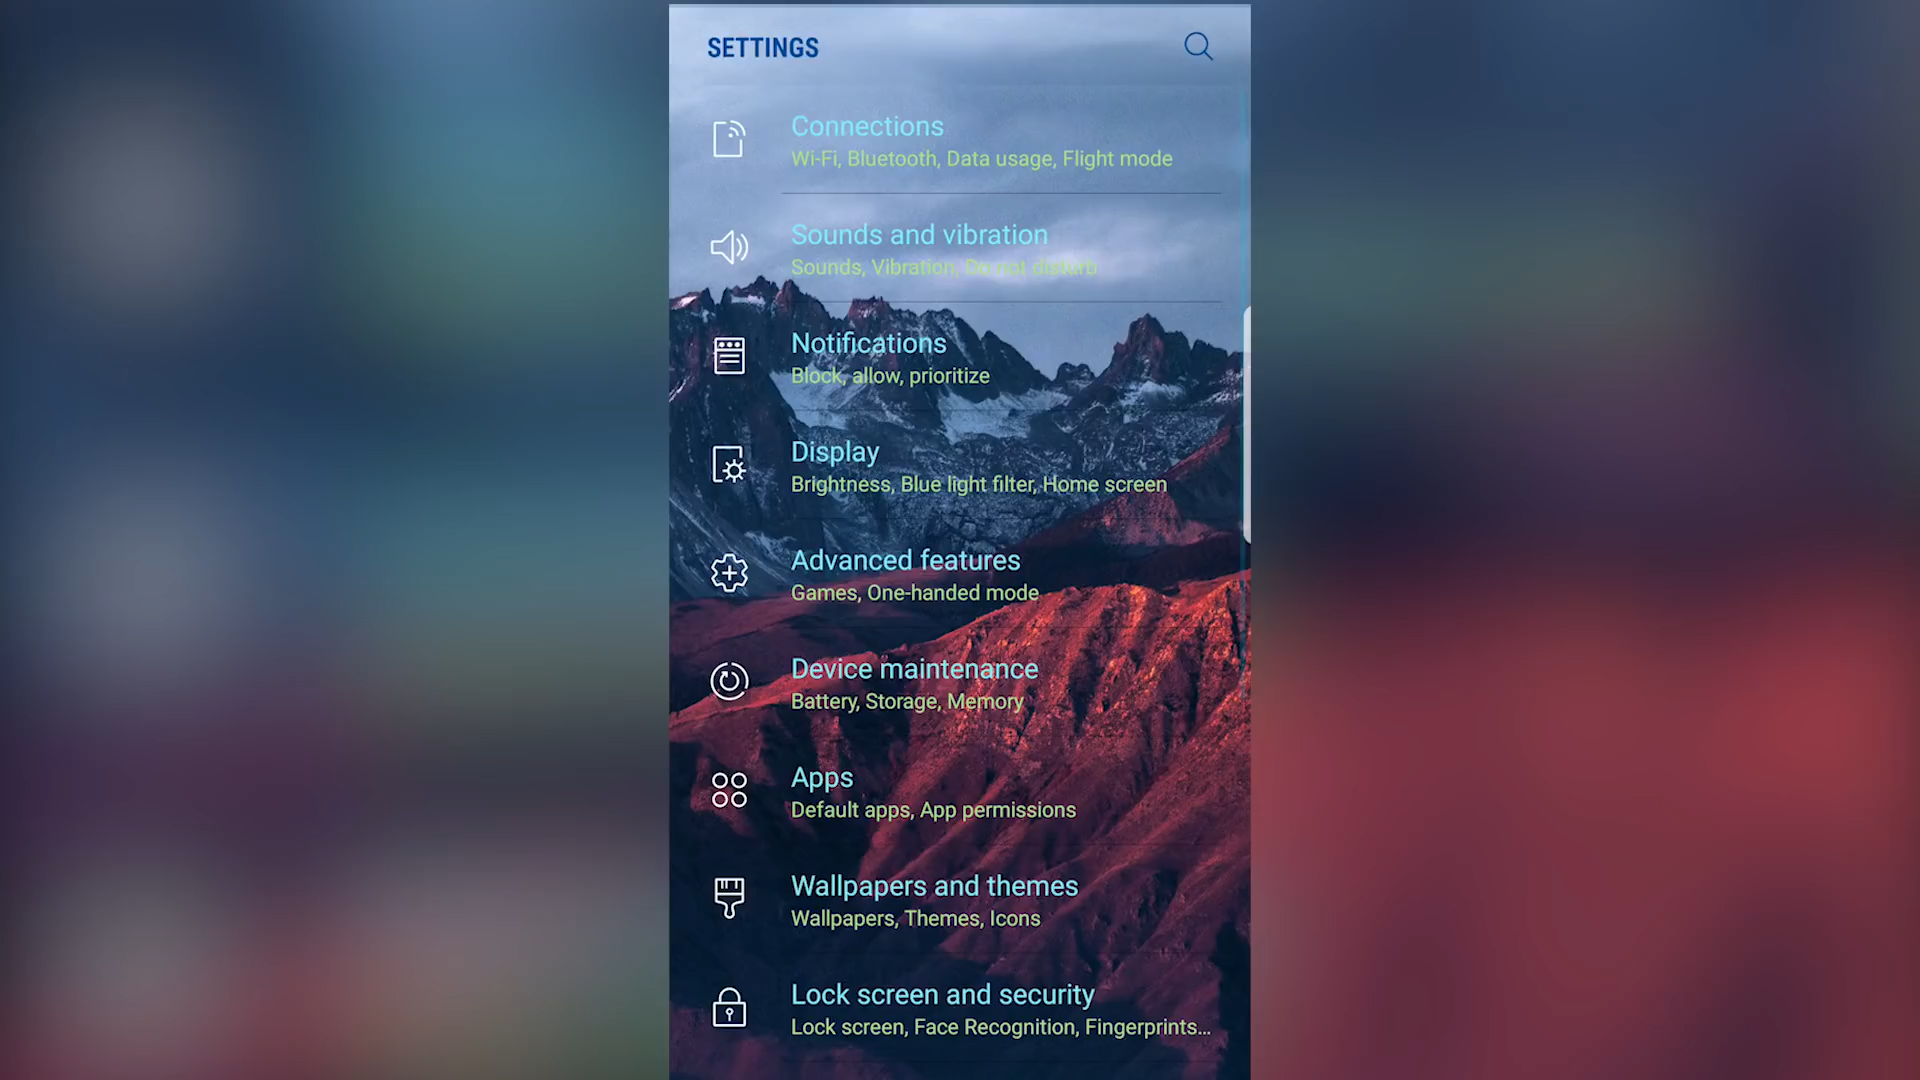 SETTINGS
Connections
Wi-Fi, Bluetooth, Data usage, Flight mode
Sounds and vibration
Sounds, Vibration, Do not disturb
Notifications
Block, allow, prioritize
Display
Brightness, Blue light filter, Home screen
Advanced features
Games, One-handed mode
Device maintenance
Battery, Storage, Memory
Apps
Default apps, App permissions
Wallpapers and themes
Wallpapers, Themes, Icons
Lock screen and security
Lock screen, Face Recognition, Fingerprints...